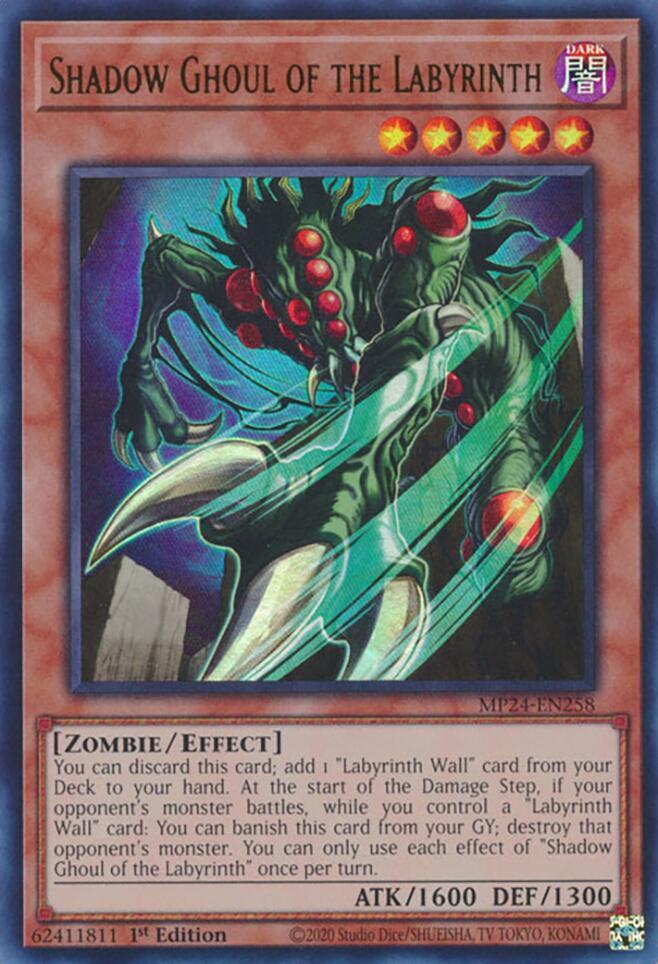 SHADOW GHOUL OF THE LABYRINTH
DARK
闇
MP24-EN258
[ZOMBIE/EFFECT]
You can discard this card; add 1 "Labyrinth Wall" card from your
Deck to your hand. At the start of the Damage Step, if your
opponent's monster battles, while you control a "Labyrinth
Wall" card: You can banish this card from your GY; destroy that
opponent's monster. You can only use each effect of "Shadow
Ghoul of the Labyrinth" once per turn.
ATK/1600 DEF/1300
62411811 1st Edition
©2020 Studio Dice/SHUEISHA, TV TOKYO, KONAMI